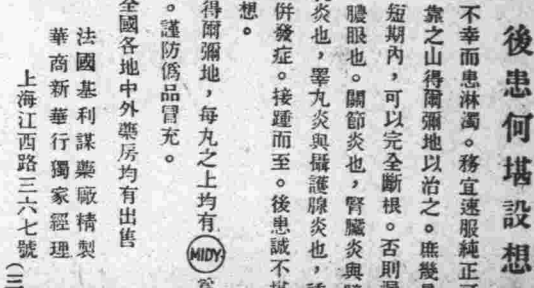 後患何堪設想
不幸而患淋濁。務宜速服純正可
靠之山得爾彌地以治之。庶幾
短期內，可以完全斷根。否則
膿眼也。關節炎也，腎臟炎與
炎也，睪丸炎與攝護腺炎也，
併發症。接踵而至。後患誠不堪
想。
得爾彌地，每丸之上均有MIDY
。謹防僞品冒充。
全國各地中外藥房均有出售
法國基利謀藥廠精製
華商新華行獨家經理
上海江西路三六七號